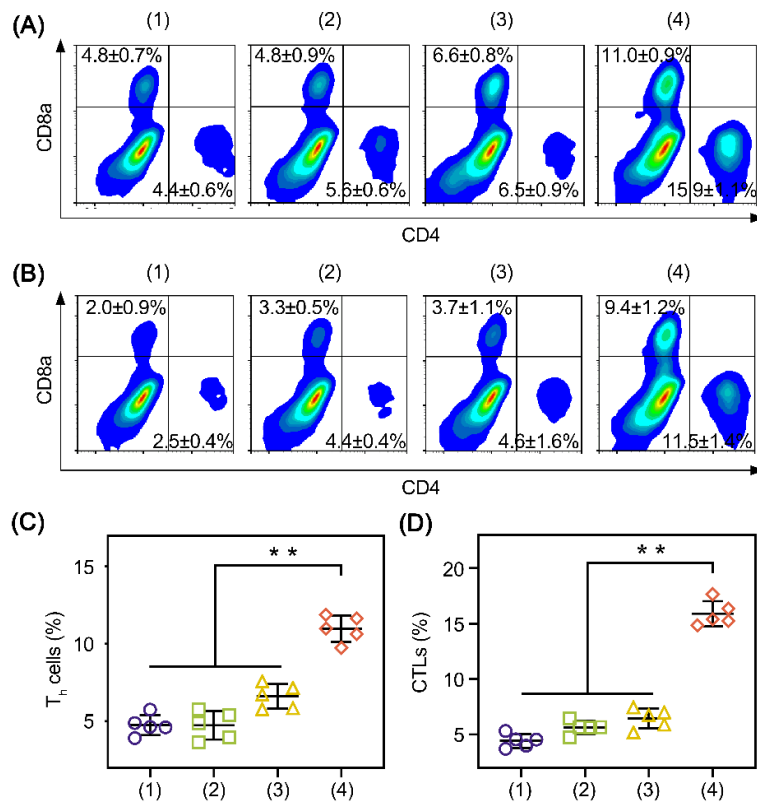 (A)
(1) (2) (3) (4)
4.8±0.7% 4.8±0.9% 6.6±0.8% 11.0±0.9%
CD8a
4.4±0.6% 5.6±0.6% 6.5±0.9% 15.9±1.1%
CD4
(B)
(1) (2) (3) (4)
2.0±0.9% 3.3±0.5% 3.7±1.1% 9.4±1.2%
CD8a
2.5±0.4% 4.4±0.4% 4.6±1.6% 11.5±1.4%
CD4
(C)
**
15
10
5
Th cells (%)
(1) (2) (3) (4)
(D)
**
20
15
10
5
CTLs (%)
(1) (2) (3) (4)